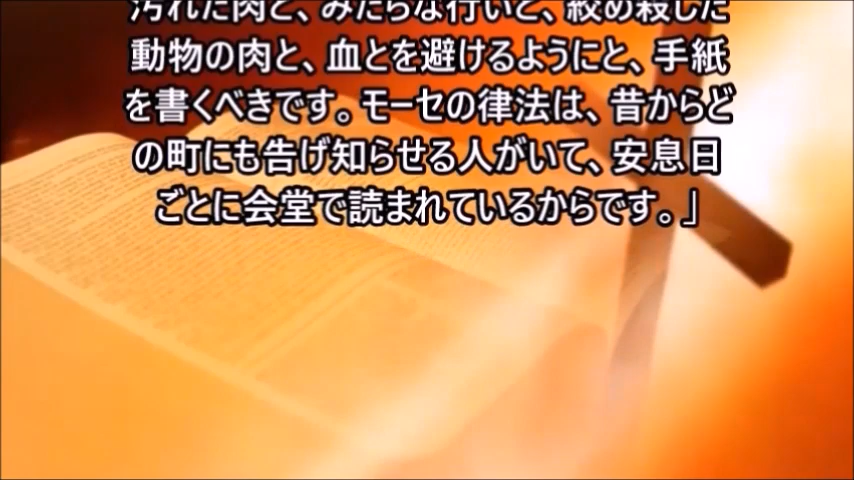 汚れた肉と、みだらな行いと、絞め殺した
動物の肉と、血とを避けるようにと、手紙
を書くべきです。モーセの律法は、昔からど
の町にも告げ知らせる人がいて、安息日
ごとに会堂で読まれているからです。」